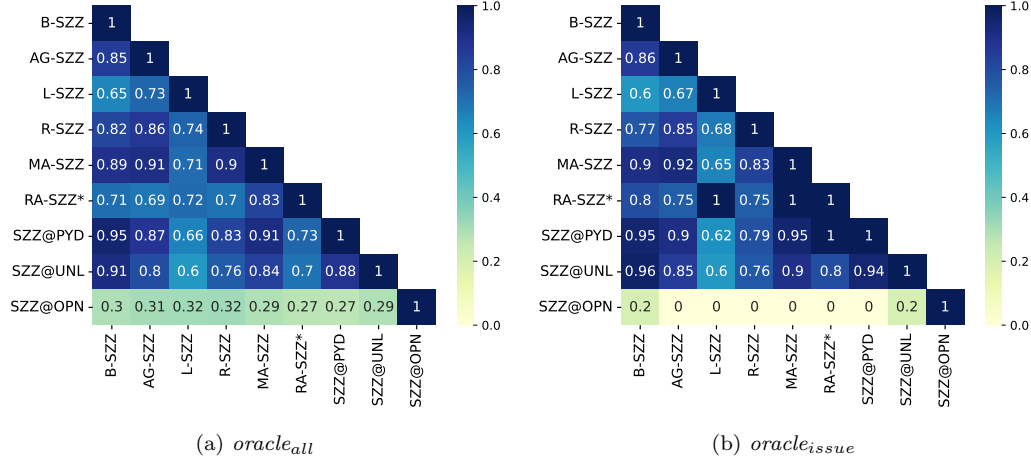 B-SZZ 1
AG-SZZ 0.85 1
L-SZZ 0.65 0.73 1
R-SZZ 0.82 0.86 0.74 1
MA-SZZ 0.89 0.91 0.71 0.9 1
RA-SZZ* 0.71 0.69 0.72 0.7 0.83 1
SZZ@PYD 0.95 0.87 0.66 0.83 0.91 0.73 1
SZZ@UNL 0.91 0.8 0.6 0.76 0.84 0.7 0.88 1
SZZ@OPN 0.3 0.31 0.32 0.32 0.29 0.27 0.27 0.29 1
B-SZZ AG-SZZ L-SZZ R-SZZ MA-SZZ RA-SZZ* SZZ@PYD SZZ@UNL SZZ@OPN
1.0
0.8
0.6
0.4
0.2
0.0
(a) oracle_all
B-SZZ 1
AG-SZZ 0.86 1
L-SZZ 0.6 0.67 1
R-SZZ 0.77 0.85 0.68 1
MA-SZZ 0.9 0.92 0.65 0.83 1
RA-SZZ* 0.8 0.75 1 0.75 1 1
SZZ@PYD 0.95 0.9 0.62 0.79 0.95 1 1
SZZ@UNL 0.96 0.85 0.6 0.76 0.9 0.8 0.94 1
SZZ@OPN 0.2 0 0 0 0 0 0 0.2 1
B-SZZ AG-SZZ L-SZZ R-SZZ MA-SZZ RA-SZZ* SZZ@PYD SZZ@UNL SZZ@OPN
1.0
0.8
0.6
0.4
0.2
0.0
(b) oracle_issue